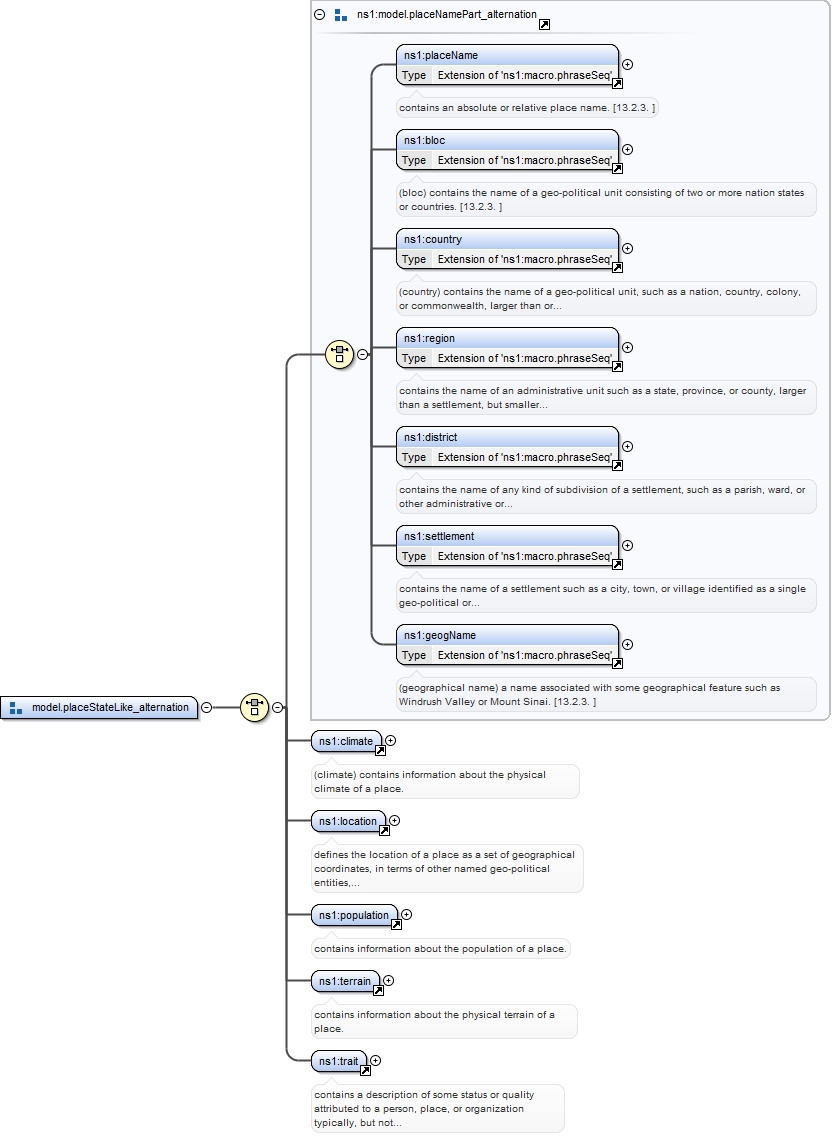 ns1:model.placeNamePart_alternation
ns1:placeName
Type Extension of 'ns1:macro.phraseSeq'
contains an absolute or relative place name. [13.2.3. ]
ns1:bloc
Type Extension of 'ns1:macro.phraseSeq'
(bloc) contains the name of a geo-political unit consisting of two or more nation states
or countries. [13.2.3. ]
ns1:country
Type Extension of 'ns1:macro.phraseSeq'
(country) contains the name of a geo-political unit, such as a nation, country, colony,
or commonwealth, larger than or...
ns1:region
Type Extension of 'ns1:macro.phraseSeq'
contains the name of an administrative unit such as a state, province, or county, larger
than a settlement, but smaller...
ns1:district
Type Extension of 'ns1:macro.phraseSeq'
contains the name of any kind of subdivision of a settlement, such as a parish, ward, or
other administrative or...
ns1:settlement
Type Extension of 'ns1:macro.phraseSeq'
contains the name of a settlement such as a city, town, or village identified as a single
geo-political or...
ns1:geogName
Type Extension of 'ns1:macro.phraseSeq'
(geographical name) a name associated with some geographical feature such as
Windrush Valley or Mount Sinai. [13.2.3. ]
model.placeStateLike_alternation
ns1:climate
(climate) contains information about the physical
climate of a place.
ns1:location
defines the location of a place as a set of geographical
coordinates, in terms of other named geo-political
entities,...
ns1:population
contains information about the population of a place.
ns1:terrain
contains information about the physical terrain of a
place.
ns1:trait
contains a description of some status or quality
attributed to a person, place, or organization
typically, but not...